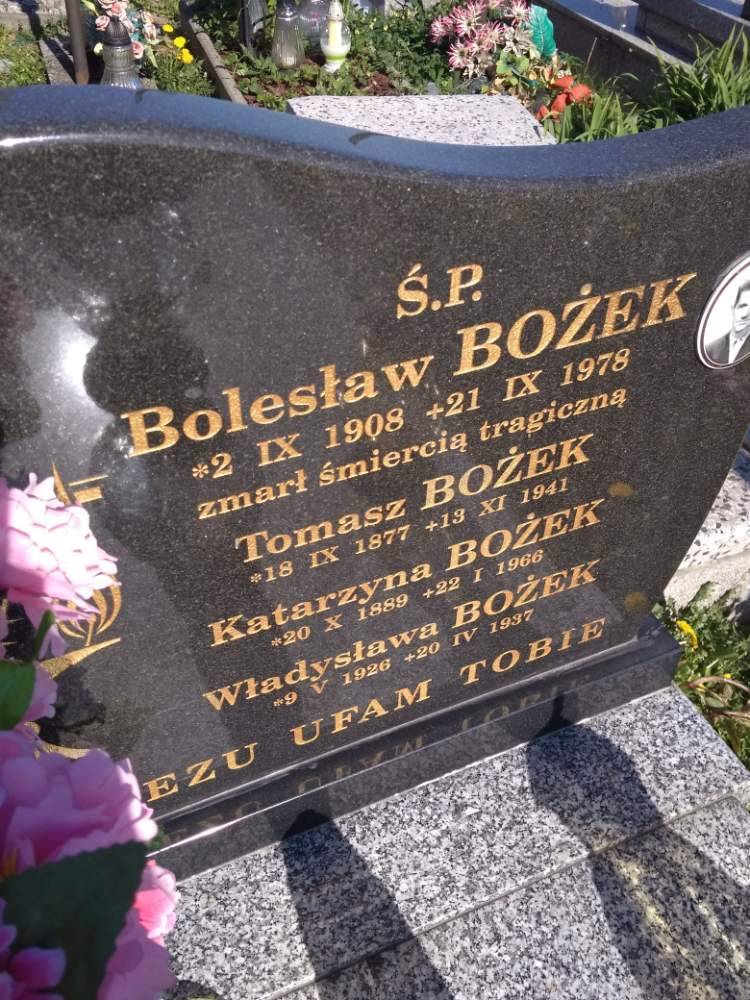 Ś.P.
Bolesław BOŻEK
*2 IX 1908 +21 IX 1978
zmarł śmiercią tragiczną
Tomasz BOŻEK
*18 IX 1877 +13 XI 1941
Katarzyna BOŻEK
*20 X 1889 +22 I 1966
Władysława BOŻEK
*9 V 1926 +20 IV 1937
EZU UFAM TOBIE